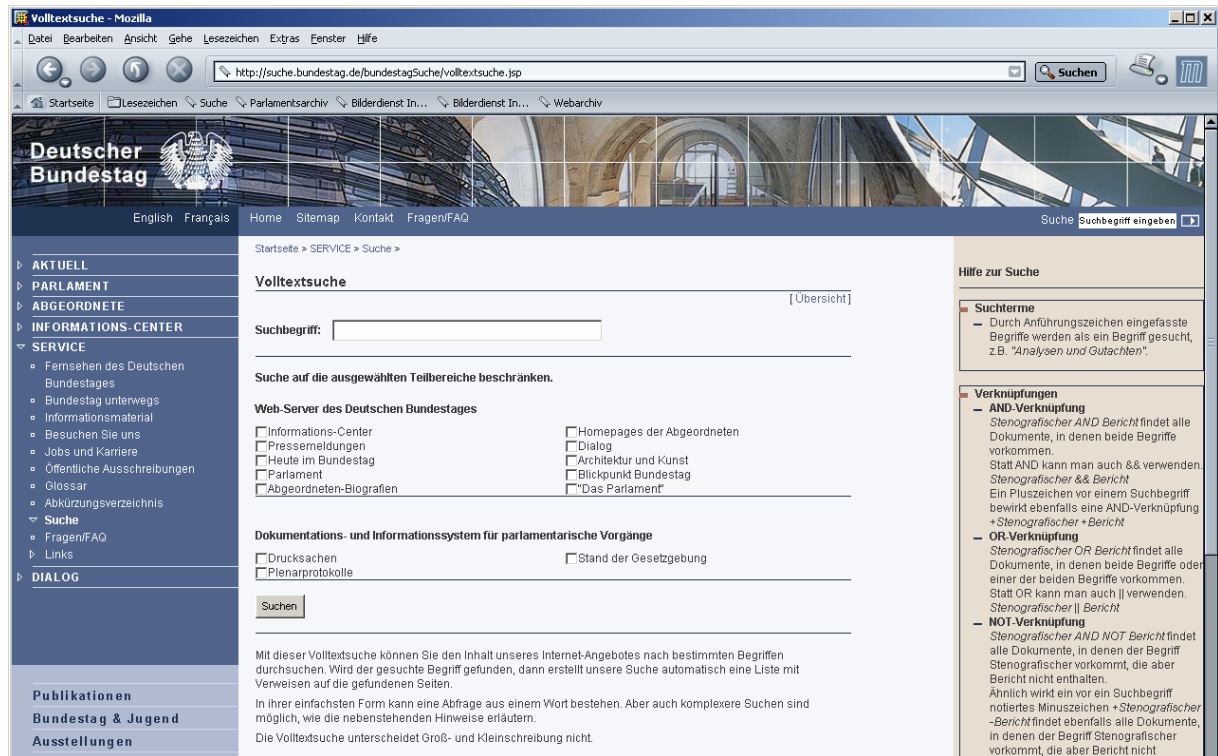 Volltextsuche - Mozilla
Datei Bearbeiten Ansicht Gehe Lesezeichen Extras Fenster Hilfe
http://suche.bundestag.de/bundestagSuche/volltextsuche.jsp
Suchen
Startseite Lesezeichen Suche Parlamentsarchiv Bilderdienst In... Bilderdienst In... Webarchiv
Deutscher
Bundestag
English Français Home Sitemap Kontakt Fragen/FAQ
Suche Suchbegriff eingeben
AKTUELL
PARLAMENT
ABGEORDNETE
INFORMATIONS-CENTER
SERVICE
Fernsehen des Deutschen
Bundestages
Bundestag unterwegs
Informationsmaterial
Besuchen Sie uns
Jobs und Karriere
Öffentliche Ausschreibungen
Glossar
Abkürzungsverzeichnis
Suche
Fragen/FAQ
Links
DIALOG
Publikationen
Bundestag & Jugend
Ausstellungen
Startseite » SERVICE » Suche »
Volltextsuche
[ Übersicht ]
Suchbegriff:
Suche auf die ausgewählten Teilbereiche beschränken.
Web-Server des Deutschen Bundestages
Informations-Center Homepages der Abgeordneten
Pressemeldungen Dialog
Heute im Bundestag Architektur und Kunst
Parlament Blickpunkt Bundestag
Abgeordneten-Biografien "Das Parlament"
Dokumentations- und Informationssystem für parlamentarische Vorgänge
Drucksachen Stand der Gesetzgebung
Plenarprotokolle
Suchen
Mit dieser Volltextsuche können Sie den Inhalt unseres Internet-Angebotes nach bestimmten Begriffen
durchsuchen. Wird der gesuchte Begriff gefunden, dann erstellt unsere Suche automatisch eine Liste mit
Verweisen auf die gefundenen Seiten.
In ihrer einfachsten Form kann eine Abfrage aus einem Wort bestehen. Aber auch komplexere Suchen sind
möglich, wie die nebenstehenden Hinweise erläutern.
Die Volltextsuche unterscheidet Groß- und Kleinschreibung nicht.
Hilfe zur Suche
Suchterme
Durch Anführungszeichen eingefasste
Begriffe werden als ein Begriff gesucht,
z.B. "Analysen und Gutachten".
Verknüpfungen
AND-Verknüpfung
Stenografischer AND Bericht findet alle
Dokumente, in denen beide Begriffe
vorkommen.
Statt AND kann man auch && verwenden.
Stenografischer && Bericht
Ein Pluszeichen vor einem Suchbegriff
bewirkt ebenfalls eine AND-Verknüpfung
+Stenografischer +Bericht
OR-Verknüpfung
Stenografischer OR Bericht findet alle
Dokumente, in denen beide Begriffe oder
einer der beiden Begriffe vorkommen.
Statt OR kann man auch || verwenden.
Stenografischer || Bericht
NOT-Verknüpfung
Stenografischer AND NOT Bericht findet
alle Dokumente, in denen der Begriff
Stenografischer vorkommt, die aber
Bericht nicht enthalten.
Ähnlich wirkt ein vor ein Suchbegriff
notiertes Minuszeichen +Stenografischer
-Bericht findet ebenfalls alle Dokumente,
in denen der Begriff Stenografischer
vorkommt, die aber Bericht nicht